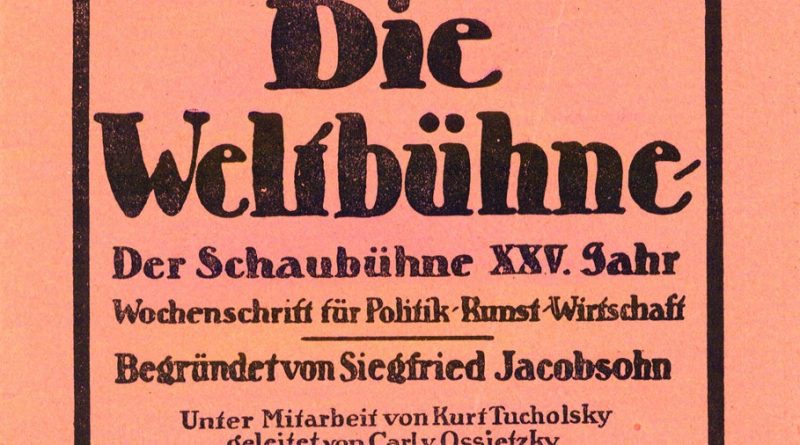 Die
Weltbühne
Der Schaubühne XXV. Jahr
Wochenschrift für Politik-Kunst-Wirtschaft
Begründet von Siegfried Jacobsohn
Unter Mitarbeit von Kurt Tucholsky
geleitet von Carl v. Ossietzky